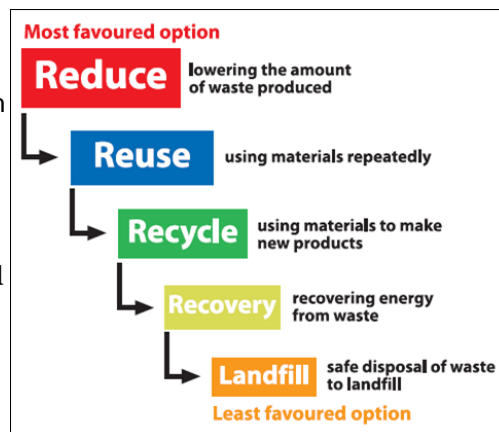 Most favoured option
Reduce
lowering the amount
of waste produced
Reuse
using materials repeatedly
Recycle
using materials to make
new products
Recovery
recovering energy
from waste
Landfill
safe disposal of waste
to landfill
Least favoured option